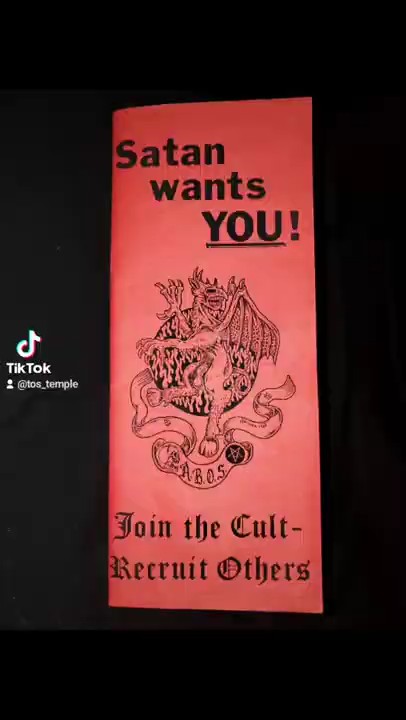 Satan
wants
YOU!
TikTok
@tos_temple
A.B.O.S
Join the Cult-
Recruit Others